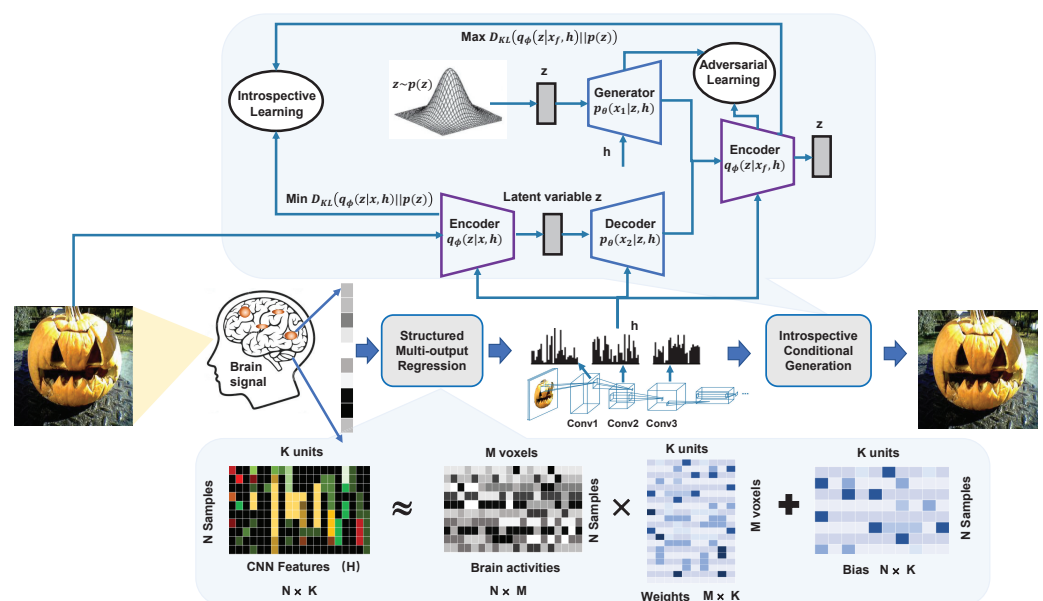 Max D_KL(q_ϕ(z|x_f, h)||p(z))
Introspective
Learning
z~p(z)
z
Generator
p_θ(x_1|z, h)
h
Adversarial
Learning
Encoder
q_ϕ(z|x_f, h)
z
Min D_KL(q_ϕ(z|x, h)||p(z))
Encoder
q_ϕ(z|x, h)
Latent variable z
Decoder
p_θ(x_2|z, h)
Brain
signal
Structured
Multi-output
Regression
h
Conv1
Conv2
Conv3
...
Introspective
Conditional
Generation
K units
N Samples
CNN Features (H)
N × K
≈
M voxels
N Samples
Brain activities
N × M
×
K units
M voxels
Weights M × K
+
K units
N Samples
Bias N × K